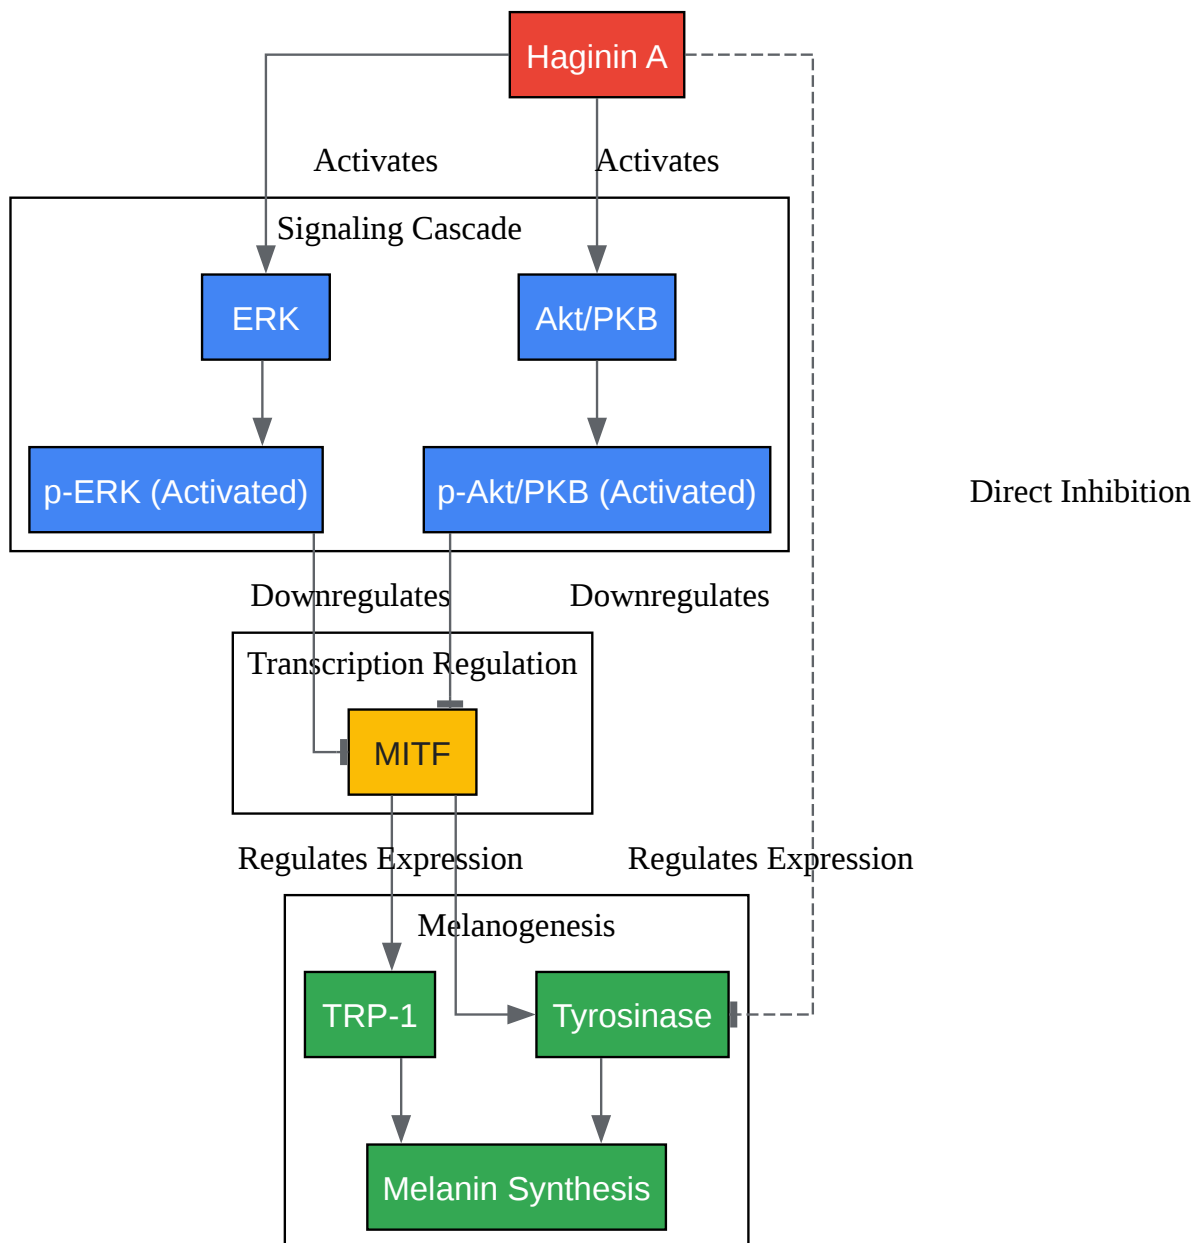 Haginin A
Activates
Activates
Signaling Cascade
ERK
Akt/PKB
p-ERK (Activated)
p-Akt/PKB (Activated)
Direct Inhibition
Downregulates
Downregulates
Transcription Regulation
MITF
Regulates Expression
Regulates Expression
Melanogenesis
TRP-1
Tyrosinase
Melanin Synthesis